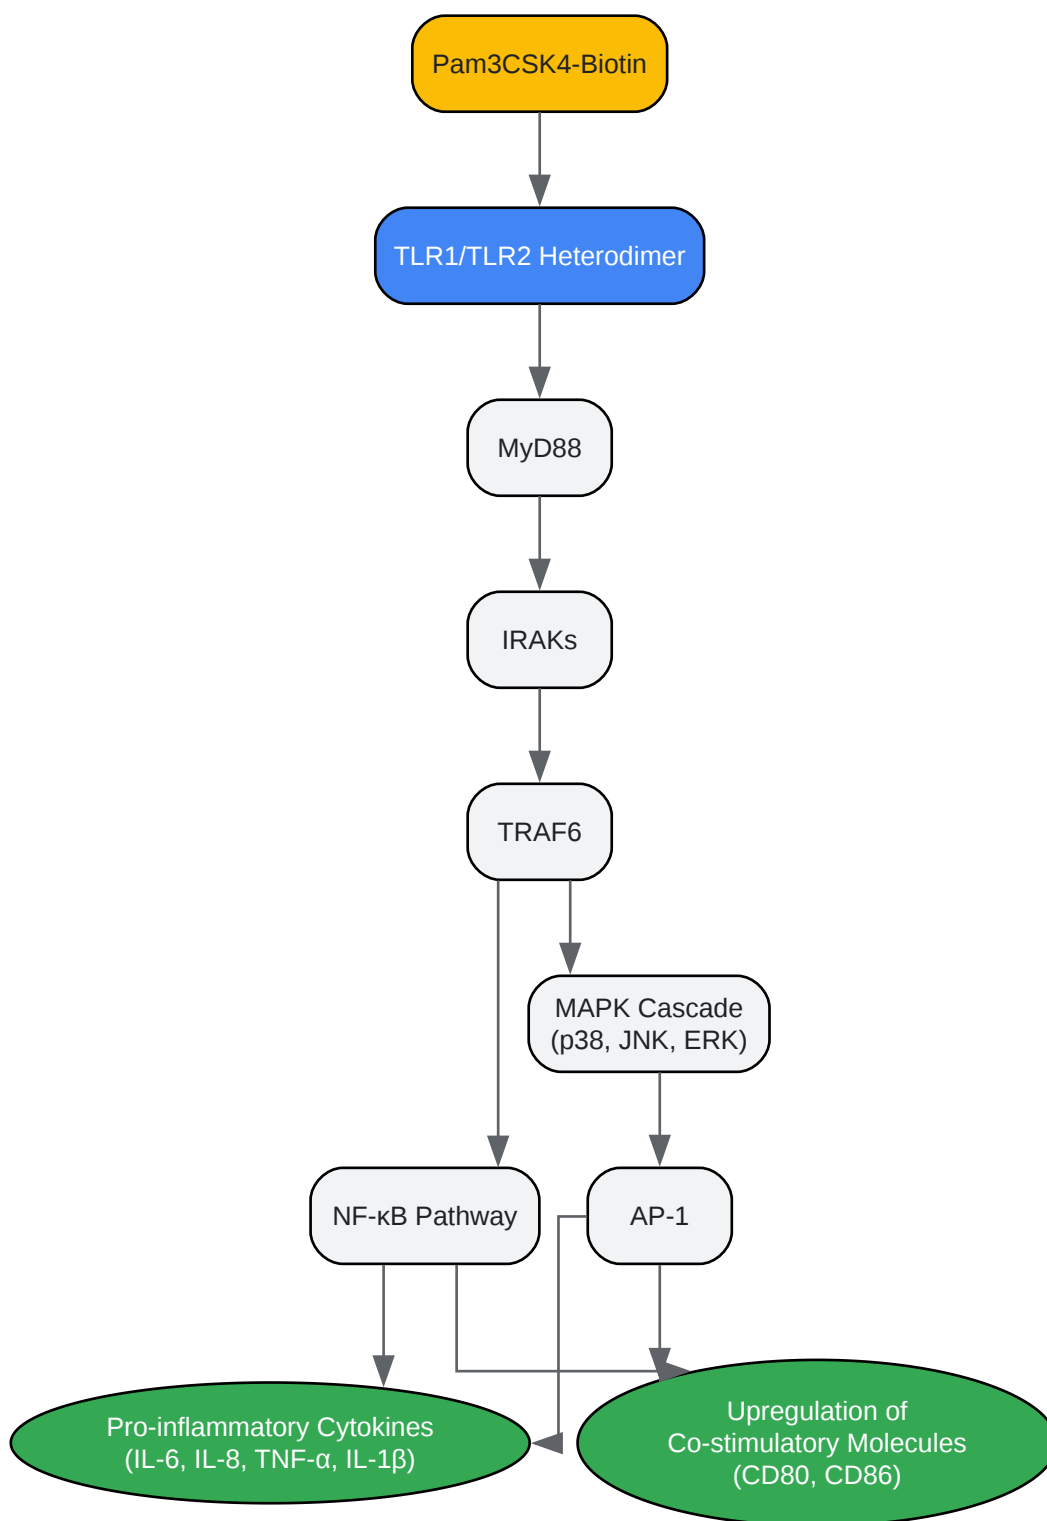 Pam3CSK4-Biotin
TLR1/TLR2 Heterodimer
MyD88
IRAKs
TRAF6
MAPK Cascade
(p38, JNK, ERK)
NF-κB Pathway
AP-1
Pro-inflammatory Cytokines
(IL-6, IL-8, TNF-α, IL-1β)
Upregulation of
Co-stimulatory Molecules
(CD80, CD86)